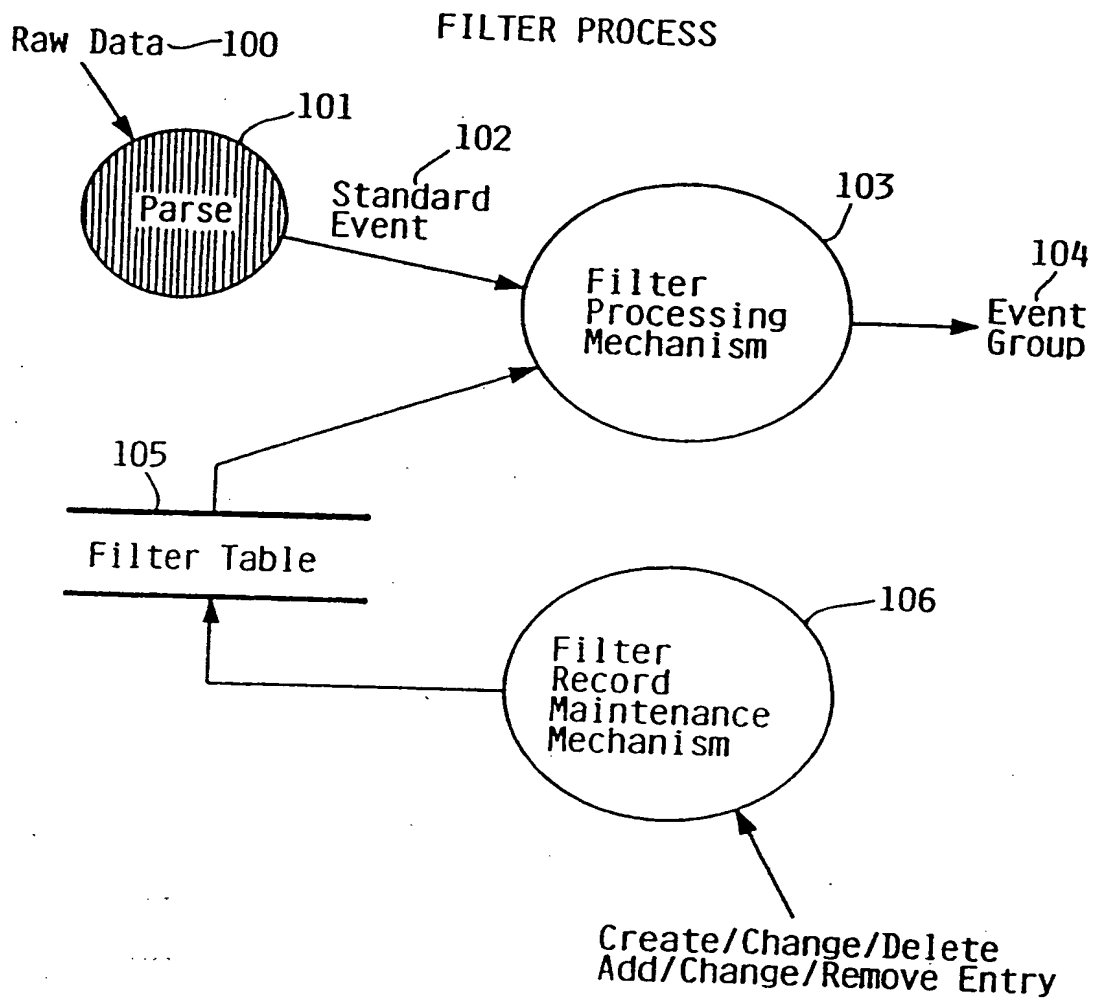 FILTER PROCESS
Raw Data 100
101
Parse
102
Standard
Event
103
Filter
Processing
Mechanism
104
Event
Group
105
Filter Table
106
Filter
Record
Maintenance
Mechanism
Create/Change/Delete
Add/Change/Remove Entry